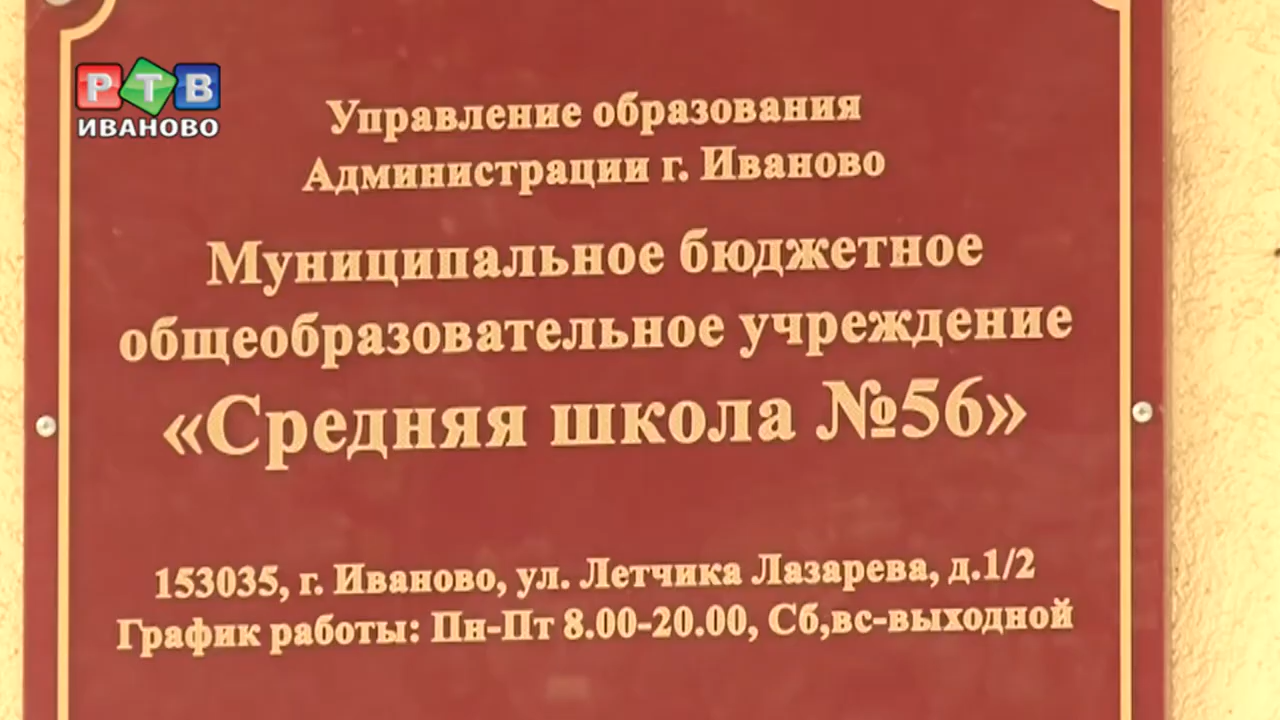 РТВ
ИВАНОВО
Управление образования
Администрации г. Иваново
Муниципальное бюджетное
общеобразовательное учреждение
«Средняя школа №56»
153035, г. Иваново, ул. Летчика Лазарева, д.1/2
График работы: Пн-Пт 8.00-20.00, Сб,вс-выходной